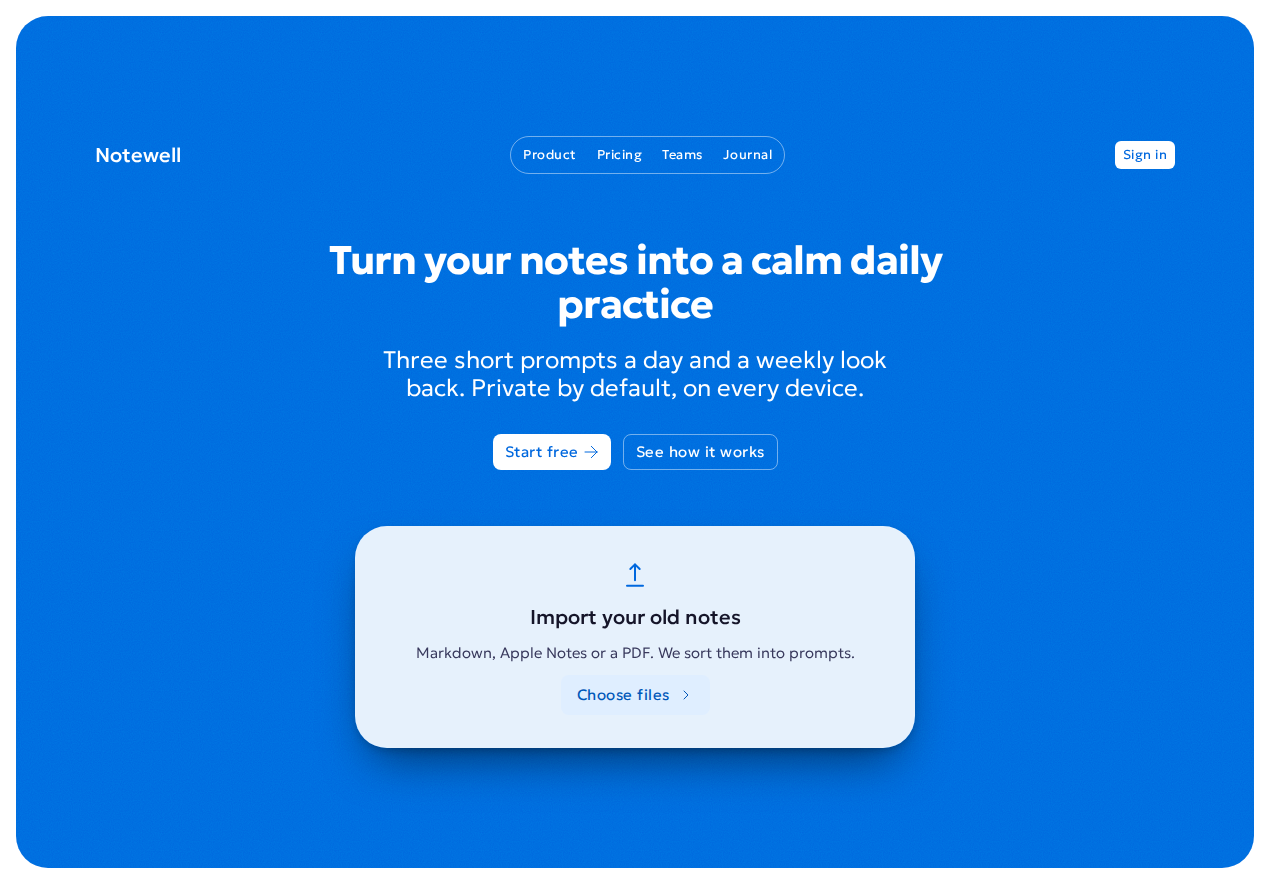 Notewell
Product Pricing Teams Journal
Sign in
Turn your notes into a calm daily
practice
Three short prompts a day and a weekly look
back. Private by default, on every device.
Start free
See how it works
Import your old notes
Markdown, Apple Notes or a PDF. We sort them into prompts.
Choose files